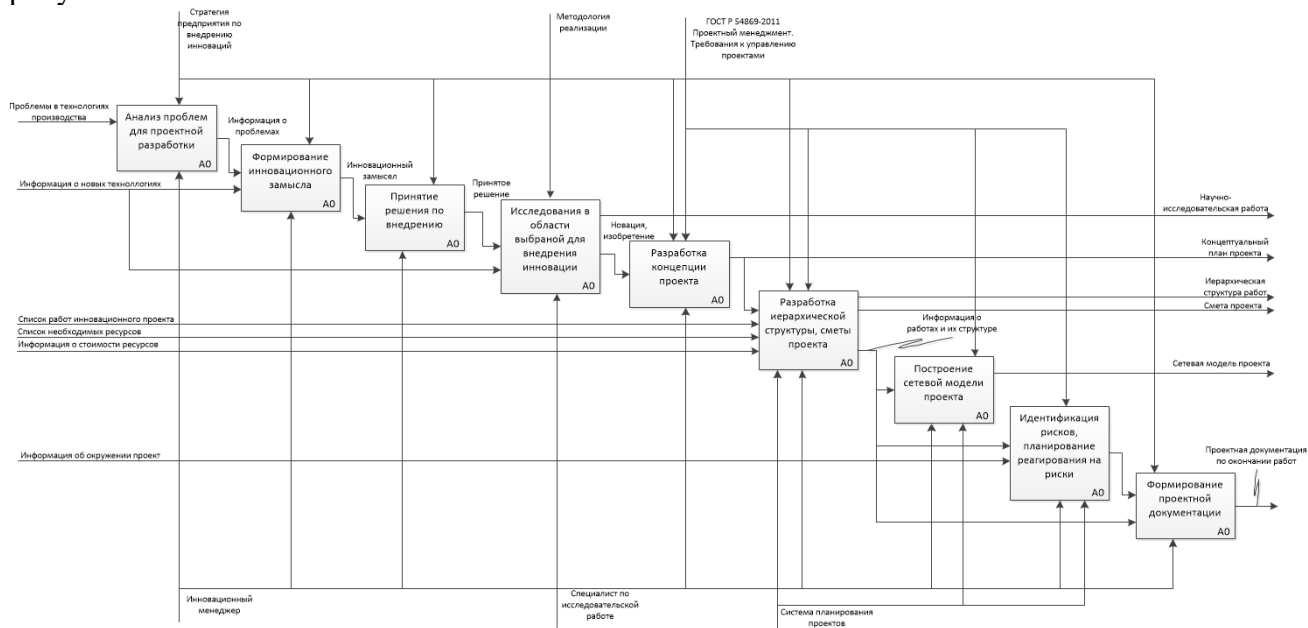 Стратегия
предприятия по
внедрению
инноваций
Методология
реализации
ГОСТ Р 54869-2011
Проектный менеджмент.
Требования к управлению
проектами
Проблемы в технологиях
производства
Анализ проблем
для проектной
разработки
A0
Информация о
проблемах
Формирование
инновационного
замысла
A0
Информация о новых техноллогиях
Инновационный
замысел
Принятие
решения по
внедрению
A0
Принятое
решение
Исследования в
области
выбраной для
внедрения
инновации
A0
Научно-
исследовательская работа
Новация,
изобретение
Разработка
концепции
проекта
A0
Концептуальный
план проекта
Разработка
иерархической
структуры, сметы
проекта
A0
Иерархическая
структура работ
Смета проекта
Список работ инновационного проекта
Список необходимых ресурсов
Информация о стоимости ресурсов
Информация о
работах и их структуре
Построение
сетевой модели
проекта
A0
Сетевая модель проекта
Идентификация
рисков,
планирование
реагирования на
риски
A0
Информация об окружении проект
Проектная документация
по окончании работ
Формирование
проектной
документации
A0
Инновационный
менеджер
Специалист по
исследовательской
работе
Система планирования
проектов